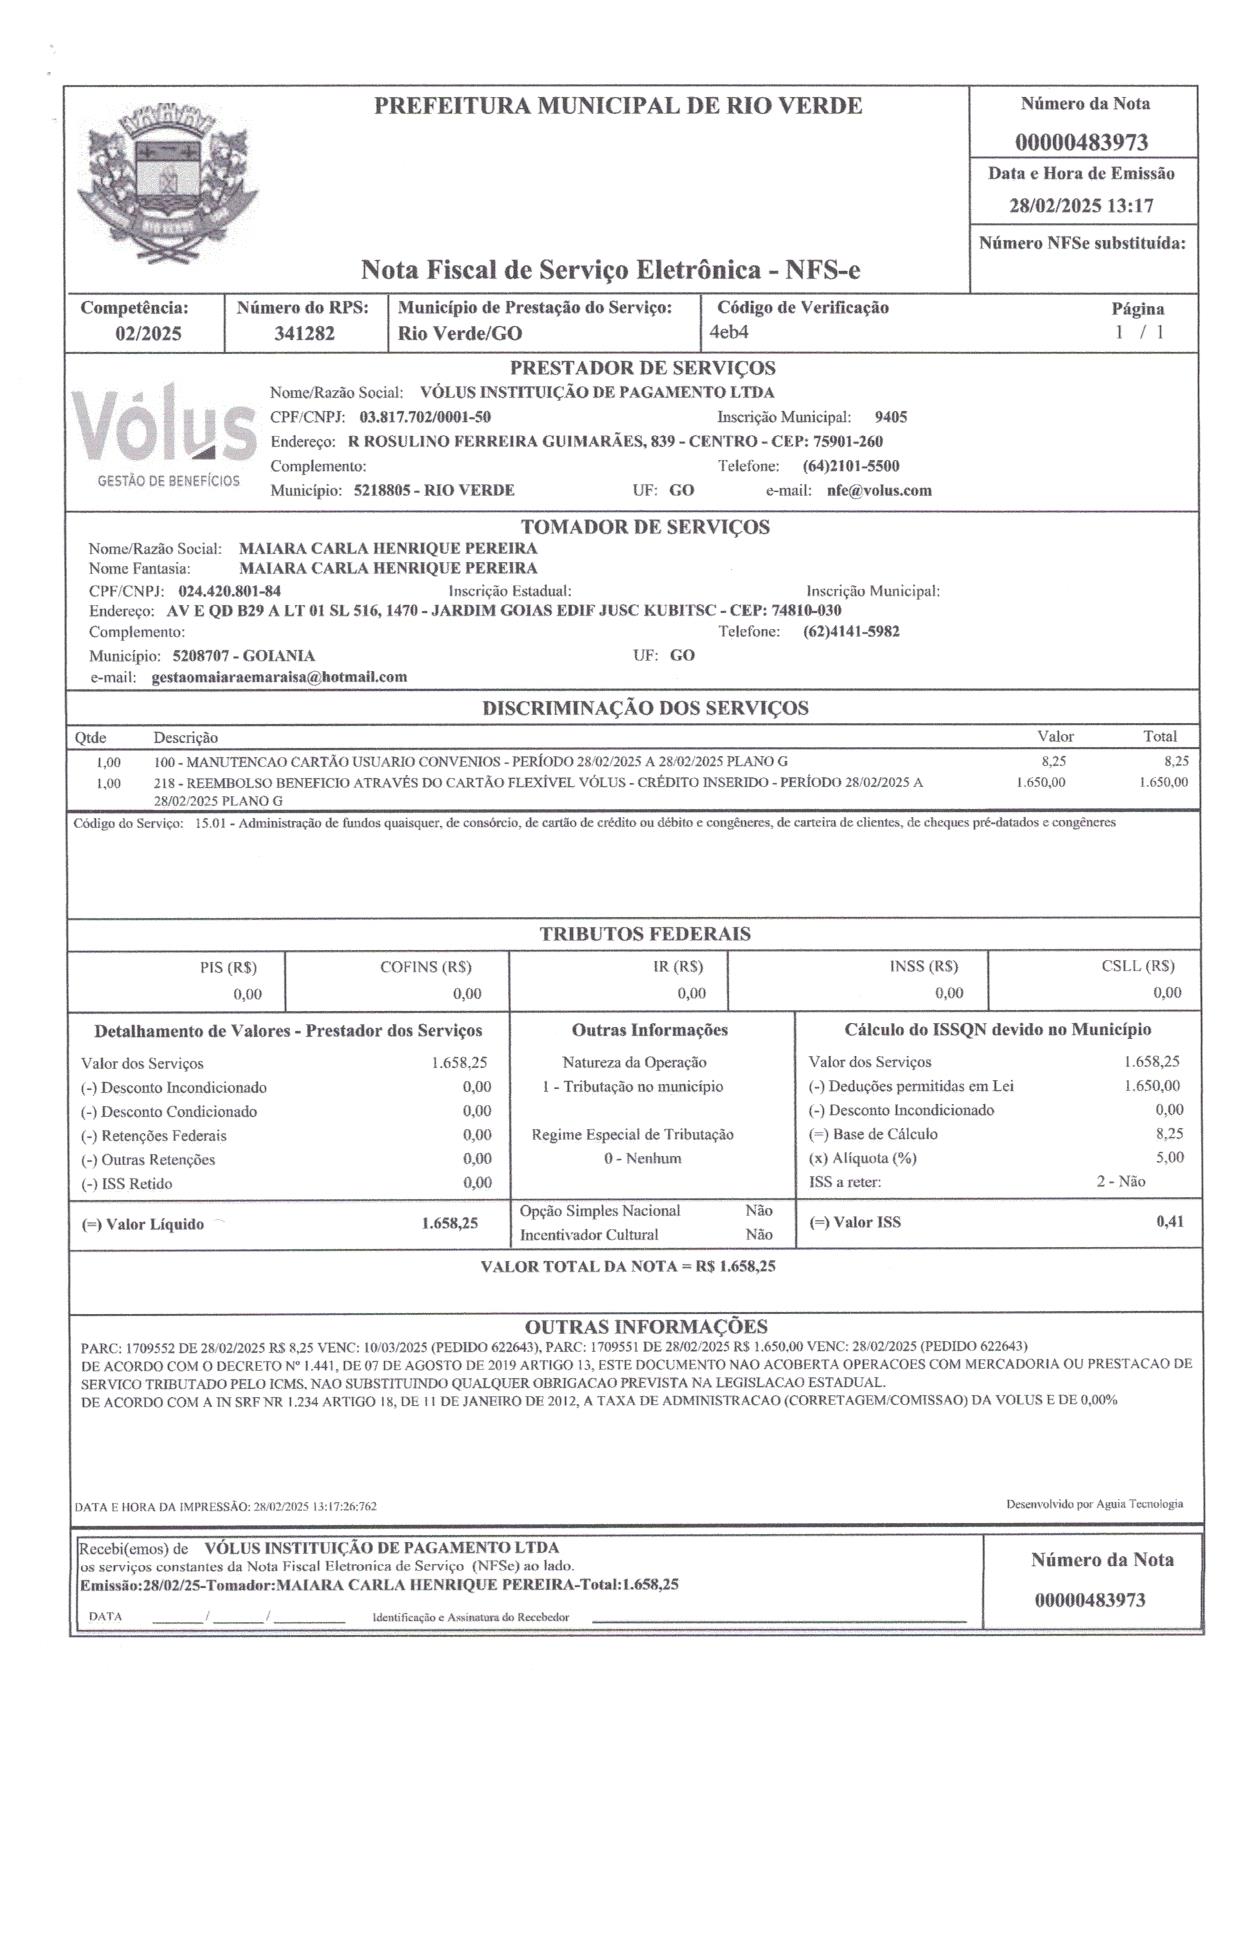 PREFEITURA MUNICIPAL DE RIO VERDE
Número da Nota
00000483973
Data e Hora de Emissão
28/02/2025 13:17
Número NFSe substituída:
RIO VERDE
Nota Fiscal de Serviço Eletrônica - NFS-e
Competência: Número do RPS: Município de Prestação do Serviço: Código de Verificação Página
02/2025 341282 Rio Verde/GO 4eb4 1 / 1
PRESTADOR DE SERVIÇOS
Vólus
GESTÃO DE BENEFÍCIOS
Nome/Razão Social: VÓLUS INSTITUIÇÃO DE PAGAMENTO LTDA
CPF/CNPJ: 03.817.702/0001-50 Inscrição Municipal: 9405
Endereço: R ROSULINO FERREIRA GUIMARÃES, 839 - CENTRO - CEP: 75901-260
Complemento: Telefone: (64)2101-5500
Município: 5218805 - RIO VERDE UF: GO e-mail: nfe@volus.com
TOMADOR DE SERVIÇOS
Nome/Razão Social: MAIARA CARLA HENRIQUE PEREIRA
Nome Fantasia: MAIARA CARLA HENRIQUE PEREIRA
CPF/CNPJ: 024.420.801-84 Inscrição Estadual: Inscrição Municipal:
Endereço: AV E QD B29 A LT 01 SL 516, 1470 - JARDIM GOIAS EDIF JUSC KUBITSC - CEP: 74810-030
Complemento: Telefone: (62)4141-5982
Município: 5208707 - GOIANIA UF: GO
e-mail: gestaomaiaraemaraisa@hotmail.com
DISCRIMINAÇÃO DOS SERVIÇOS
Qtde Descrição Valor Total
1,00 100 - MANUTENCAO CARTÃO USUARIO CONVENIOS - PERÍODO 28/02/2025 A 28/02/2025 PLANO G 8,25 8,25
1,00 218 - REEMBOLSO BENEFICIO ATRAVÉS DO CARTÃO FLEXÍVEL VÓLUS - CRÉDITO INSERIDO - PERÍODO 28/02/2025 A 1.650,00 1.650,00
28/02/2025 PLANO G
Código do Serviço: 15.01 - Administração de fundos quaisquer, de consórcio, de cartão de crédito ou débito e congêneres, de carteira de clientes, de cheques pré-datados e congêneres
TRIBUTOS FEDERAIS
PIS (R$) COFINS (R$) IR (R$) INSS (R$) CSLL (R$)
0,00 0,00 0,00 0,00 0,00
Detalhamento de Valores - Prestador dos Serviços
Valor dos Serviços 1.658,25
(-) Desconto Incondicionado 0,00
(-) Desconto Condicionado 0,00
(-) Retenções Federais 0,00
(-) Outras Retenções 0,00
(-) ISS Retido 0,00
(=) Valor Líquido 1.658,25
Outras Informações
Natureza da Operação
1 - Tributação no município
Regime Especial de Tributação
0 - Nenhum
Opção Simples Nacional Não
Incentivador Cultural Não
Cálculo do ISSQN devido no Município
Valor dos Serviços 1.658,25
(-) Deduções permitidas em Lei 1.650,00
(-) Desconto Incondicionado 0,00
(=) Base de Cálculo 8,25
(x) Alíquota (%) 5,00
ISS a reter: 2 - Não
(=) Valor ISS 0,41
VALOR TOTAL DA NOTA = R$ 1.658,25
OUTRAS INFORMAÇÕES
PARC: 1709552 DE 28/02/2025 R$ 8,25 VENC: 10/03/2025 (PEDIDO 622643), PARC: 1709551 DE 28/02/2025 R$ 1.650,00 VENC: 28/02/2025 (PEDIDO 622643)
DE ACORDO COM O DECRETO Nº 1.441, DE 07 DE AGOSTO DE 2019 ARTIGO 13, ESTE DOCUMENTO NAO ACOBERTA OPERACOES COM MERCADORIA OU PRESTACAO DE
SERVICO TRIBUTADO PELO ICMS, NAO SUBSTITUINDO QUALQUER OBRIGACAO PREVISTA NA LEGISLACAO ESTADUAL.
DE ACORDO COM A IN SRF NR 1.234 ARTIGO 18, DE 11 DE JANEIRO DE 2012, A TAXA DE ADMINISTRACAO (CORRETAGEM/COMISSAO) DA VOLUS E DE 0,00%
DATA E HORA DA IMPRESSÃO: 28/02/2025 13:17:26:762 Desenvolvido por Aguia Tecnologia
Recebi(emos) de VÓLUS INSTITUIÇÃO DE PAGAMENTO LTDA
os serviços constantes da Nota Fiscal Eletronica de Serviço (NFSe) ao lado.
Emissão:28/02/25-Tomador:MAIARA CARLA HENRIQUE PEREIRA-Total:1.658,25
DATA ______/______/_________ Identificação e Assinatura do Recebedor
Número da Nota
00000483973